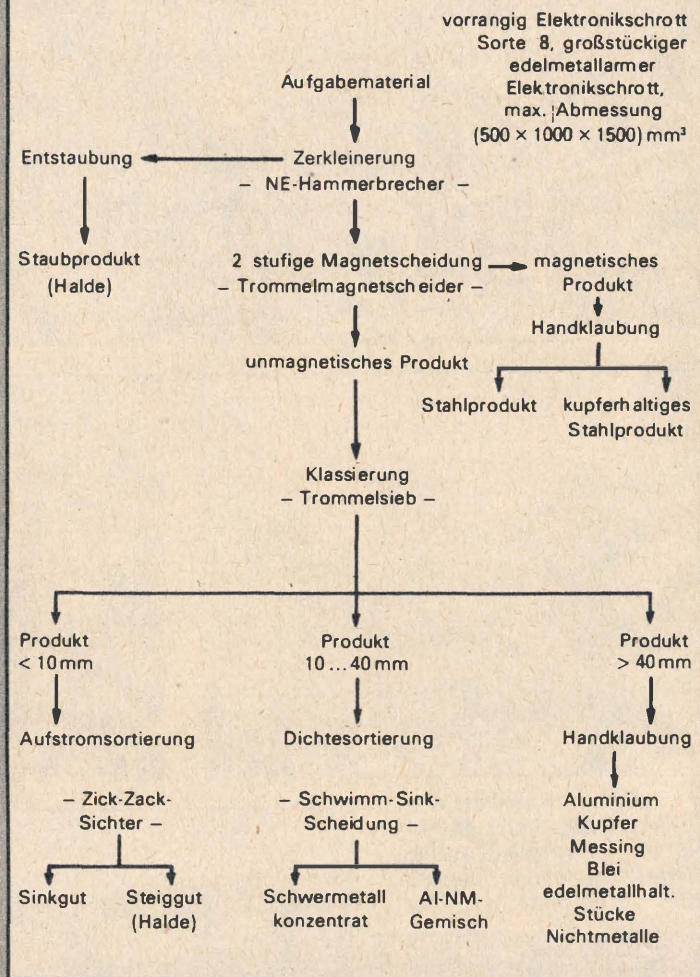 vorrangig Elektronikschrott
Sorte 8, großstückiger
edelmetallarmer
Elektronikschrott,
max. Abmessung
(500 × 1000 × 1500) mm³
Aufgabematerial
Entstaubung
Zerkleinerung
– NE-Hammerbrecher –
Staubprodukt
(Halde)
2 stufige Magnetscheidung
– Trommelmagnetscheider –
magnetisches
Produkt
Handklaubung
unmagnetisches Produkt
Stahlprodukt
kupferhaltiges
Stahlprodukt
Klassierung
– Trommelsieb –
Produkt
< 10 mm
Produkt
10 ... 40 mm
Produkt
> 40 mm
Aufstromsortierung
Dichtesortierung
Handklaubung
– Zick-Zack-
Sichter –
– Schwimm-Sink-
Scheidung –
Aluminium
Kupfer
Messing
Blei
edelmetallhalt.
Stücke
Nichtmetalle
Sinkgut
Steiggut
(Halde)
Schwermetall
konzentrat
Al-NM-
Gemisch